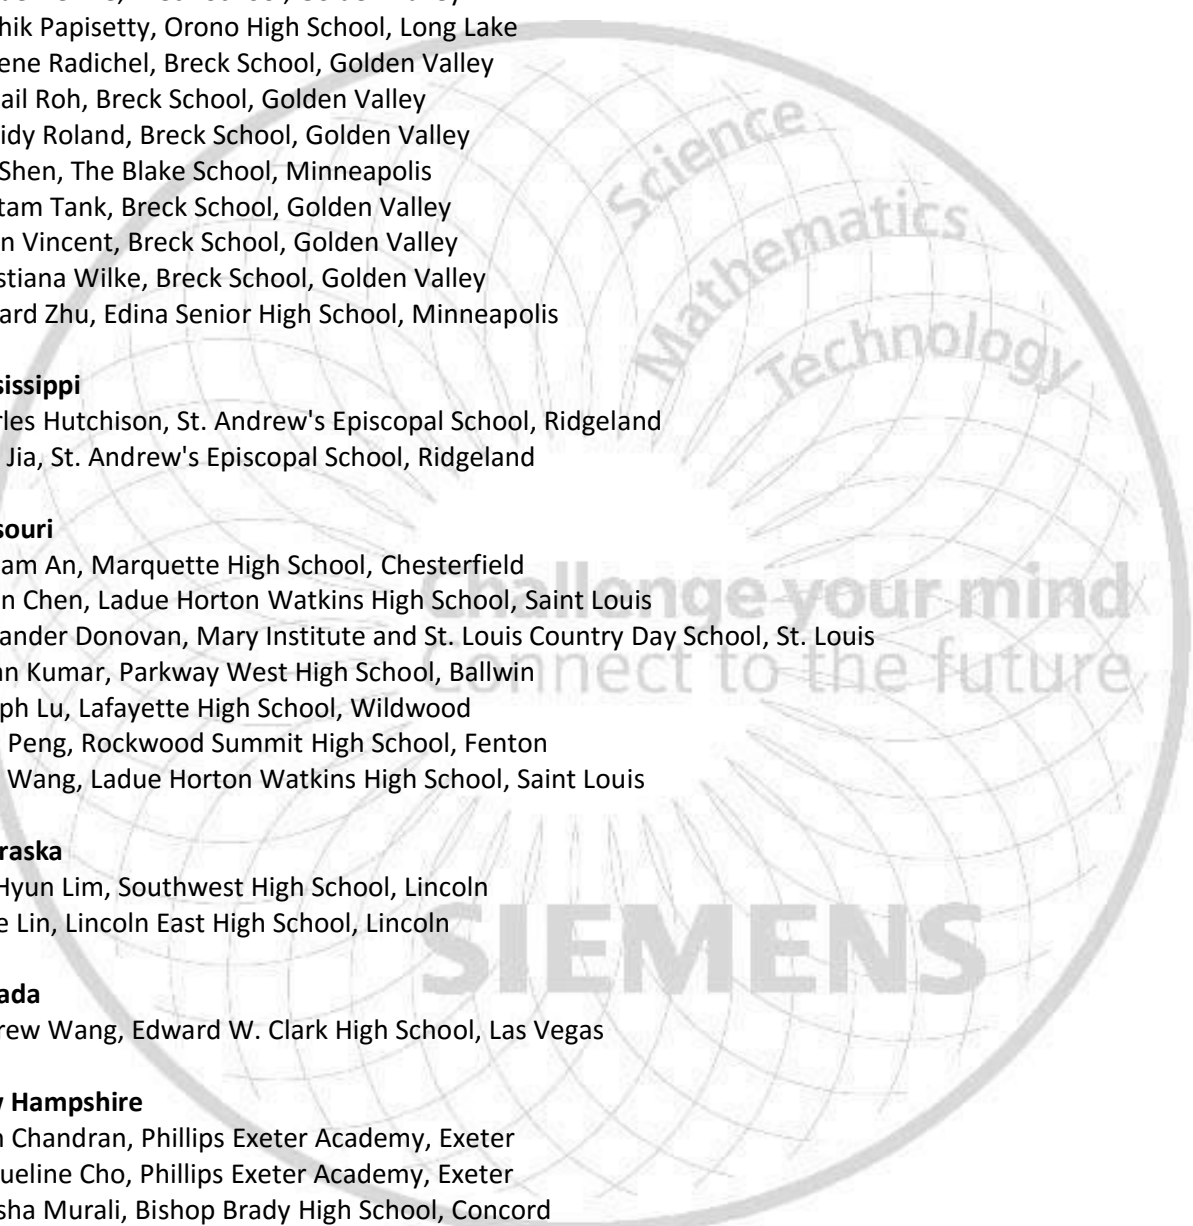 hik Papisetty, Orono High School, Long Lake
ene Radichel, Breck School, Golden Valley
ail Roh, Breck School, Golden Valley
idy Roland, Breck School, Golden Valley
Shen, The Blake School, Minneapolis
tam Tank, Breck School, Golden Valley
n Vincent, Breck School, Golden Valley
stiana Wilke, Breck School, Golden Valley
ard Zhu, Edina Senior High School, Minneapolis
sissippi
rles Hutchison, St. Andrew's Episcopal School, Ridgeland
Jia, St. Andrew's Episcopal School, Ridgeland
souri
am An, Marquette High School, Chesterfield
n Chen, Ladue Horton Watkins High School, Saint Louis
ander Donovan, Mary Institute and St. Louis Country Day School, St. Louis
an Kumar, Parkway West High School, Ballwin
ph Lu, Lafayette High School, Wildwood
Peng, Rockwood Summit High School, Fenton
Wang, Ladue Horton Watkins High School, Saint Louis
raska
Hyun Lim, Southwest High School, Lincoln
e Lin, Lincoln East High School, Lincoln
ada
rew Wang, Edward W. Clark High School, Las Vegas
Hampshire
n Chandran, Phillips Exeter Academy, Exeter
queline Cho, Phillips Exeter Academy, Exeter
sha Murali, Bishop Brady High School, Concord
Science
Mathematics
Technology
Challenge your mind
Connect to the future
SIEMENS